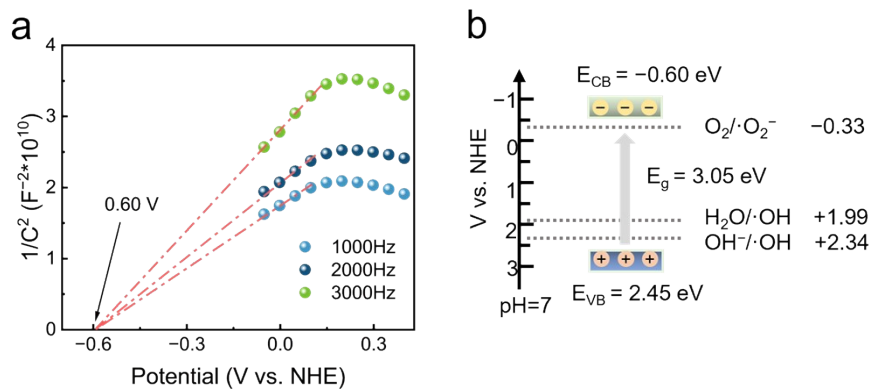 a
1/C² (F⁻²*10¹⁰)
4
3
2
1
0
0.60 V
1000Hz
2000Hz
3000Hz
−0.6
−0.3
0.0
0.3
Potential (V vs. NHE)
b
V vs. NHE
−1
0
1
2
3
pH=7
E_CB = −0.60 eV
− − −
O₂/·O₂⁻ −0.33
E_g = 3.05 eV
H₂O/·OH +1.99
OH⁻/·OH +2.34
+ + +
E_VB = 2.45 eV